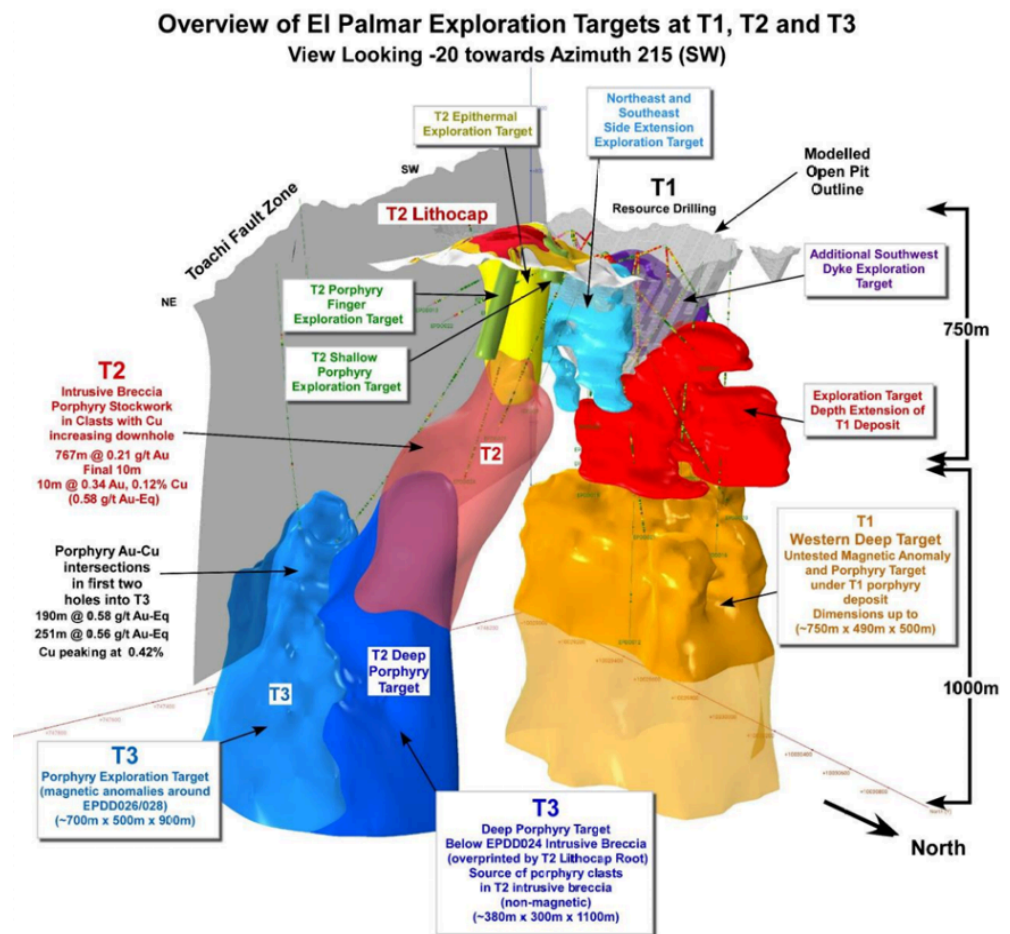 Overview of El Palmar Exploration Targets at T1, T2 and T3
View Looking -20 towards Azimuth 215 (SW)
T2 Epithermal
Exploration Target
Northeast and
Southeast
Side Extension
Exploration Target
Modelled
Open Pit
Outline
SW
T1
Resource Drilling
Toachi Fault Zone
T2 Lithocap
NE
Additional Southwest
Dyke Exploration
Target
T2 Porphyry
Finger
Exploration Target
750m
T2 Shallow
Porphyry
Exploration Target
T2
Intrusive Breccia
Porphyry Stockwork
in Clasts with Cu
increasing downhole
767m @ 0.21 g/t Au
Final 10m
10m @ 0.34 Au, 0.12% Cu
(0.58 g/t Au-Eq)
Exploration Target
Depth Extension of
T1 Deposit
T2
T1
Western Deep Target
Untested Magnetic Anomaly
and Porphyry Target
under T1 porphyry
deposit
Dimensions up to
(~750m x 490m x 500m)
Porphyry Au-Cu
intersections
in first two
holes into T3
190m @ 0.58 g/t Au-Eq
251m @ 0.56 g/t Au-Eq
Cu peaking at 0.42%
T2 Deep
Porphyry
Target
T3
1000m
T3
Porphyry Exploration Target
(magnetic anomalies around
EPDD026/028)
(~700m x 500m x 900m)
T3
Deep Porphyry Target
Below EPDD024 Intrusive Breccia
(overprinted by T2 Lithocap Root)
Source of porphyry clasts
in T2 intrusive breccia
(non-magnetic)
(~380m x 300m x 1100m)
North